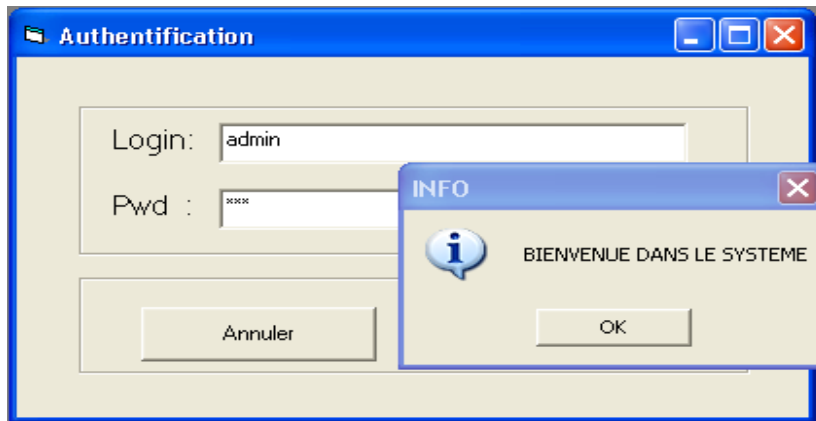 Authentification
Login: admin
Pwd : ***
INFO
BIENVENUE DANS LE SYSTEME
OK
Annuler